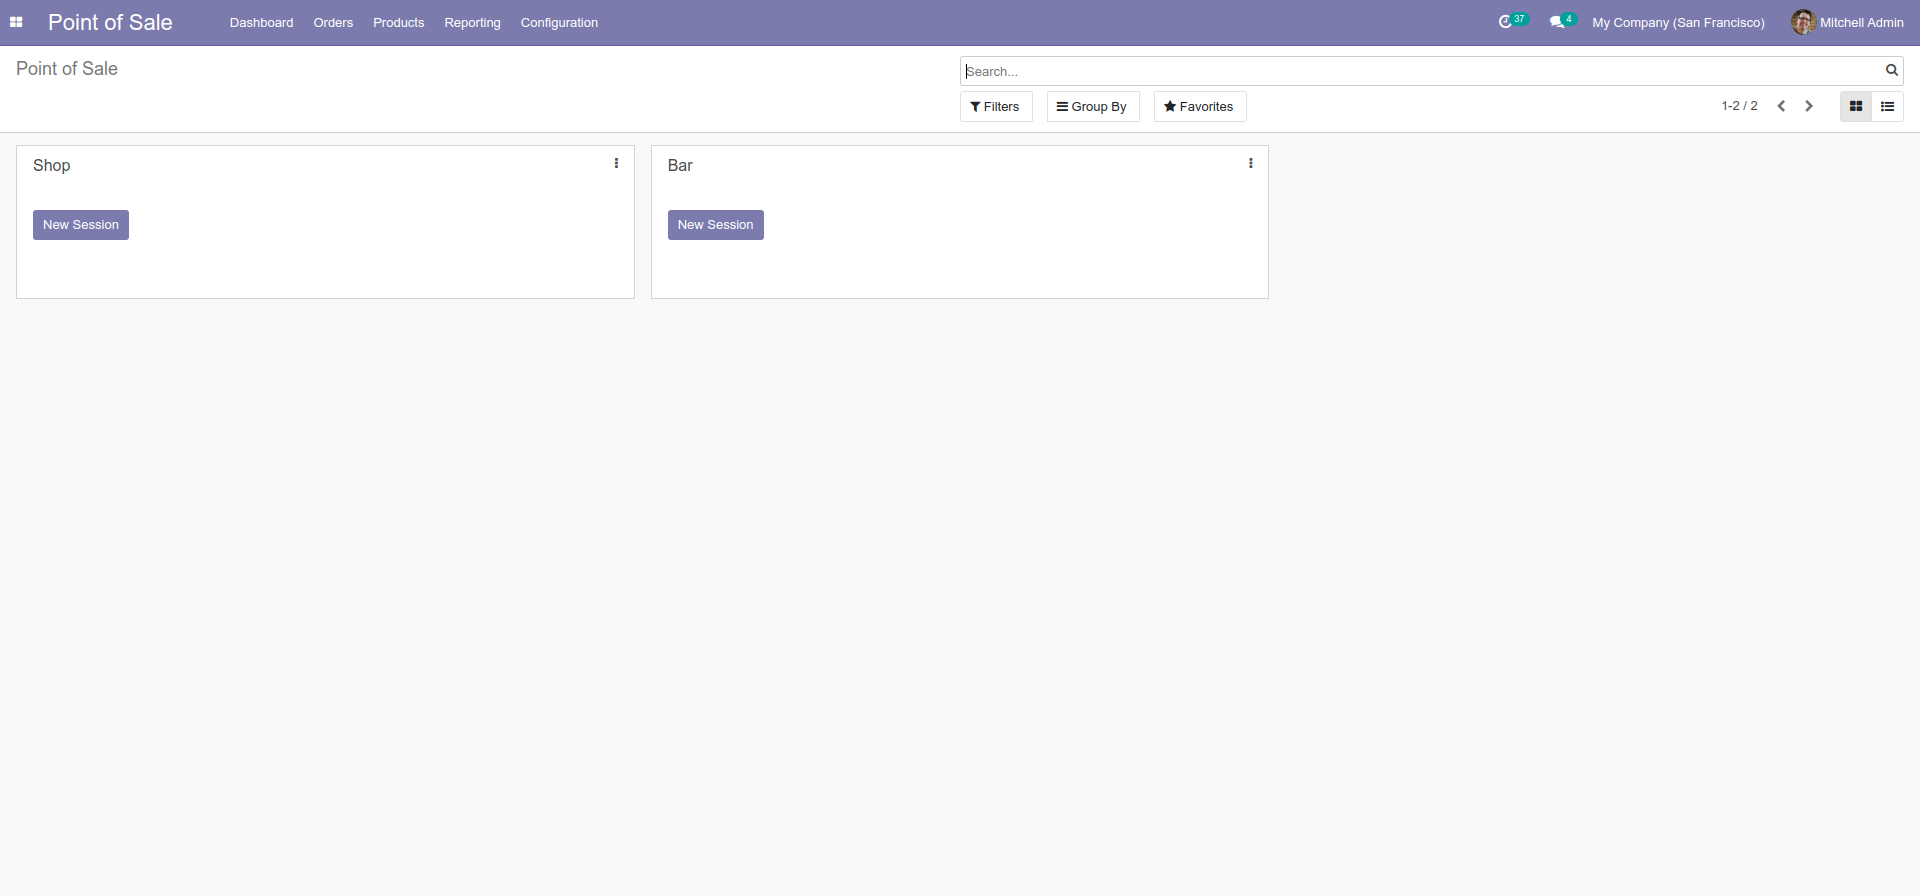 Point of Sale Dashboard Orders Products Reporting Configuration 37 4 My Company (San Francisco) Mitchell Admin
Point of Sale
Search...
Filters Group By Favorites 1-2 / 2
Shop Bar
New Session New Session